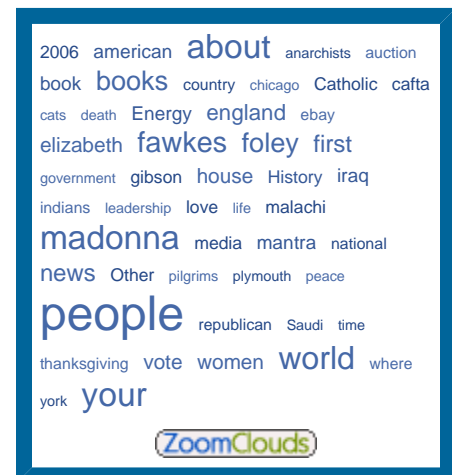 2006 american about anarchists auction
book books country chicago Catholic cafta
cats death Energy england ebay
elizabeth fawkes foley first
government gibson house History iraq
indians leadership love life malachi
madonna media mantra national
news Other pilgrims plymouth peace
people republican Saudi time
thanksgiving vote women world where
york your
ZoomClouds